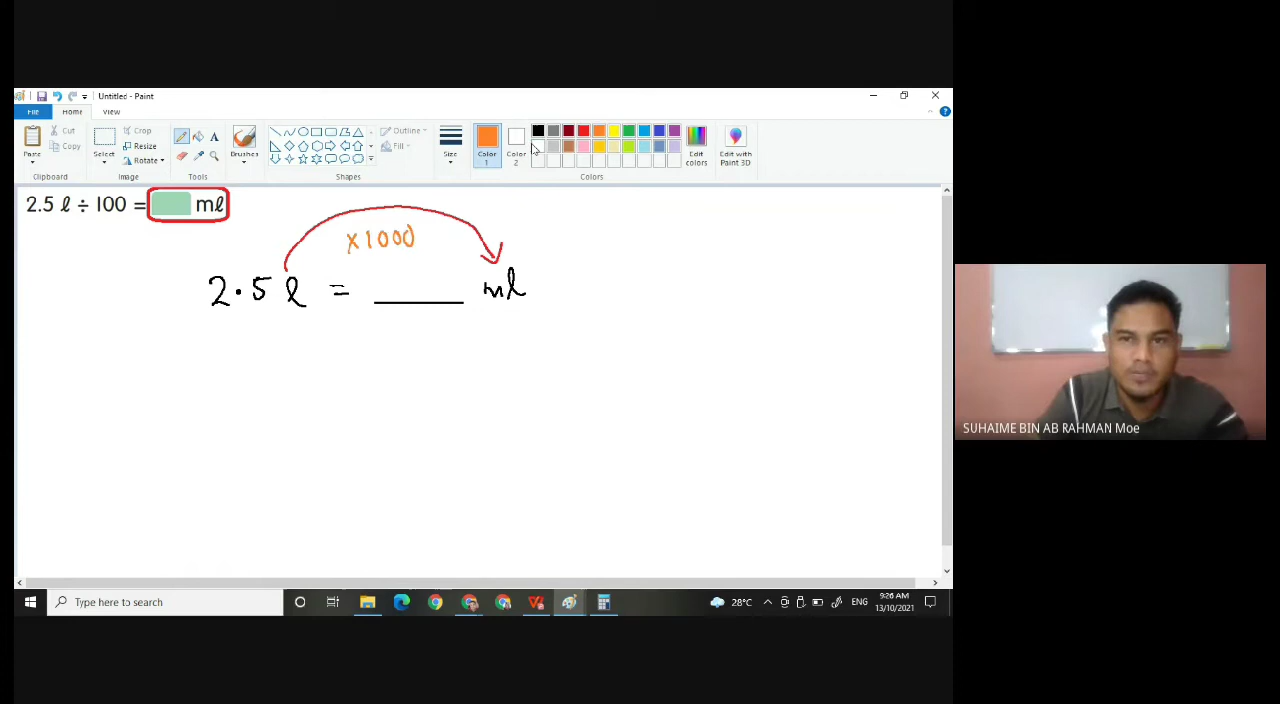 Untitled - Paint
File Home View
Cut
Copy
Paste
Clipboard
Select
Crop
Resize
Rotate
Image
Tools
Brushes
Shapes
Outline
Fill
Size
Color 1
Color 2
Edit colors
Edit with Paint 3D
Colors
2.5 ℓ ÷ 100 = mℓ
x1000
2.5 l = _____ ml
SUHAIME BIN AB RAHMAN Moe
Type here to search
28°C ENG 9:26 AM
13/10/2021